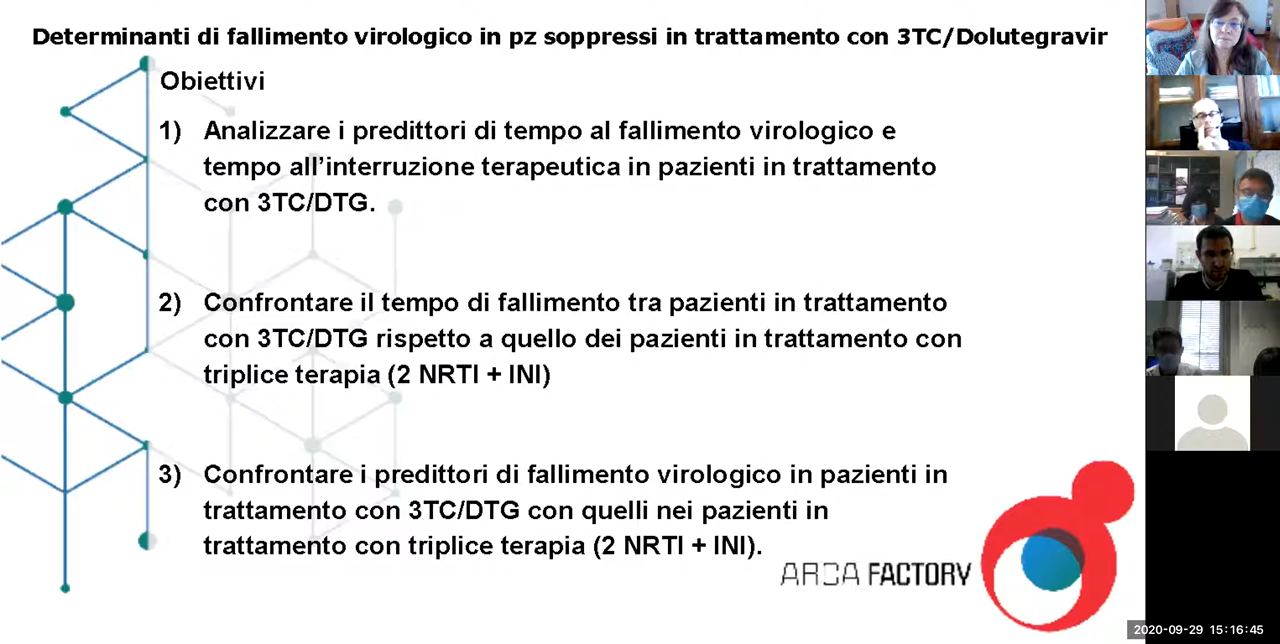 Determinanti di fallimento virologico in pz soppressi in trattamento con 3TC/Dolutegravir
Obiettivi
1) Analizzare i predittori di tempo al fallimento virologico e
tempo all'interruzione terapeutica in pazienti in trattamento
con 3TC/DTG.
2) Confrontare il tempo di fallimento tra pazienti in trattamento
con 3TC/DTG rispetto a quello dei pazienti in trattamento con
triplice terapia (2 NRTI + INI)
3) Confrontare i predittori di fallimento virologico in pazienti in
trattamento con 3TC/DTG con quelli nei pazienti in
trattamento con triplice terapia (2 NRTI + INI).
ARCA FACTORY
2020-09-29 15:16:45